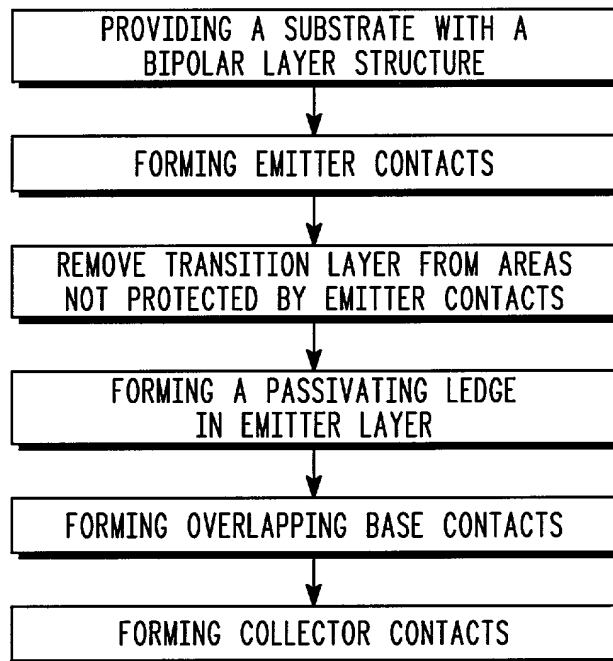 PROVIDING A SUBSTRATE WITH A
BIPOLAR LAYER STRUCTURE
FORMING EMITTER CONTACTS
REMOVE TRANSITION LAYER FROM AREAS
NOT PROTECTED BY EMITTER CONTACTS
FORMING A PASSIVATING LEDGE
IN EMITTER LAYER
FORMING OVERLAPPING BASE CONTACTS
FORMING COLLECTOR CONTACTS